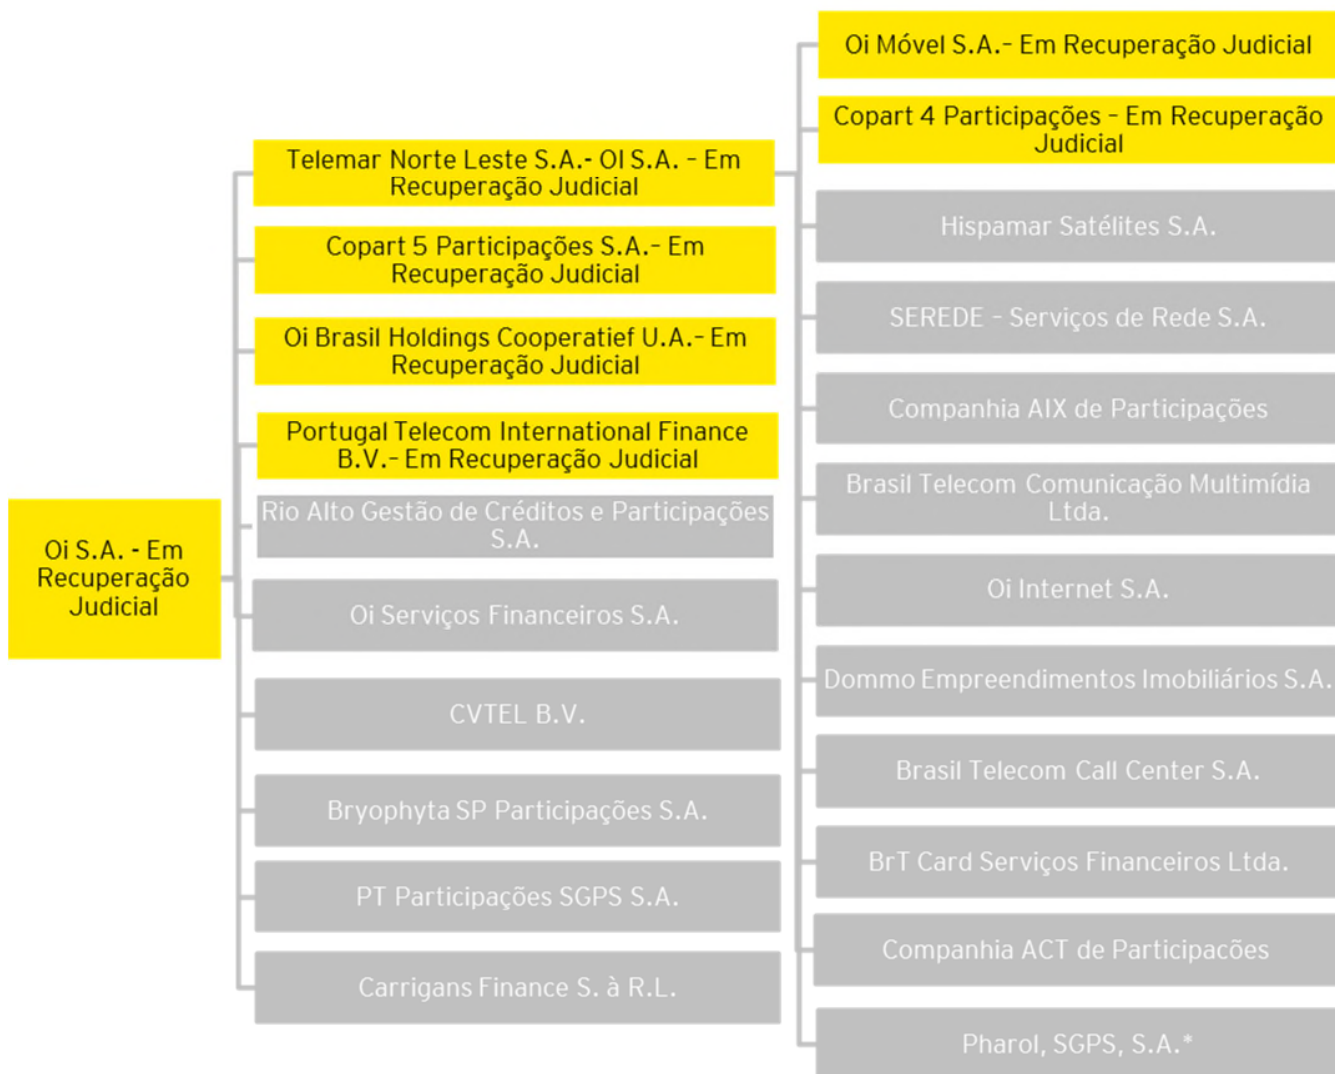 Oi S.A. - Em
Recuperação
Judicial
Telemar Norte Leste S.A.- OI S.A. – Em
Recuperação Judicial
Copart 5 Participações S.A.– Em
Recuperação Judicial
Oi Brasil Holdings Cooperatief U.A.– Em
Recuperação Judicial
Portugal Telecom International Finance
B.V.– Em Recuperação Judicial
Rio Alto Gestão de Créditos e Participações
S.A.
Oi Serviços Financeiros S.A.
CVTEL B.V.
Bryophyta SP Participações S.A.
PT Participações SGPS S.A.
Carrigans Finance S. à R.L.
Oi Móvel S.A.– Em Recuperação Judicial
Copart 4 Participações – Em Recuperação
Judicial
Hispamar Satélites S.A.
SEREDE – Serviços de Rede S.A.
Companhia AIX de Participações
Brasil Telecom Comunicação Multimídia
Ltda.
Oi Internet S.A.
Dommo Empreendimentos Imobiliários S.A.
Brasil Telecom Call Center S.A.
BrT Card Serviços Financeiros Ltda.
Companhia ACT de Participacões
Pharol, SGPS, S.A.*